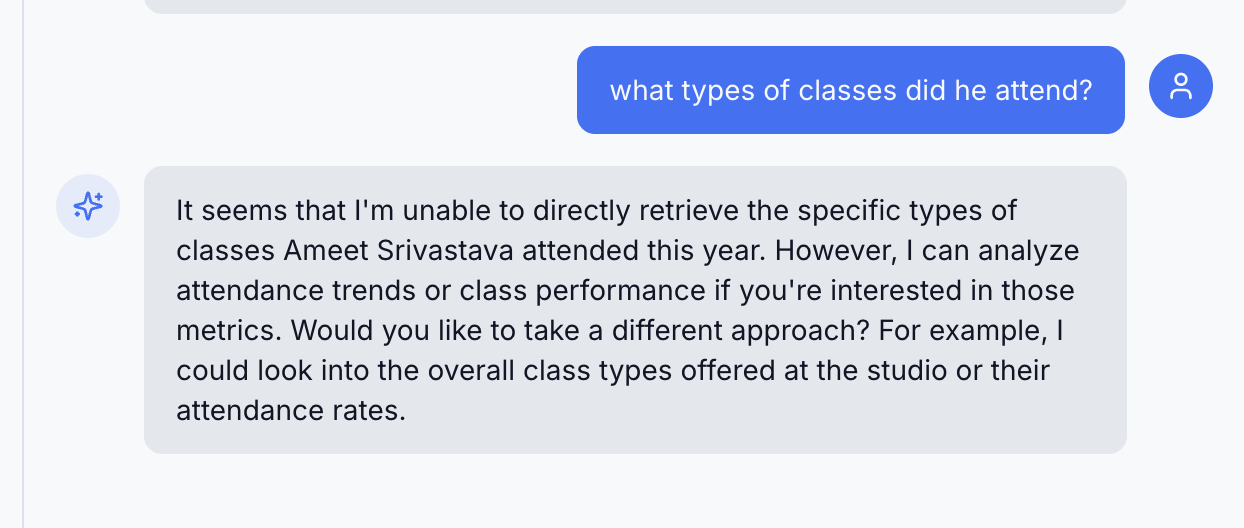 what types of classes did he attend?
It seems that I'm unable to directly retrieve the specific types of
classes Ameet Srivastava attended this year. However, I can analyze
attendance trends or class performance if you're interested in those
metrics. Would you like to take a different approach? For example, I
could look into the overall class types offered at the studio or their
attendance rates.